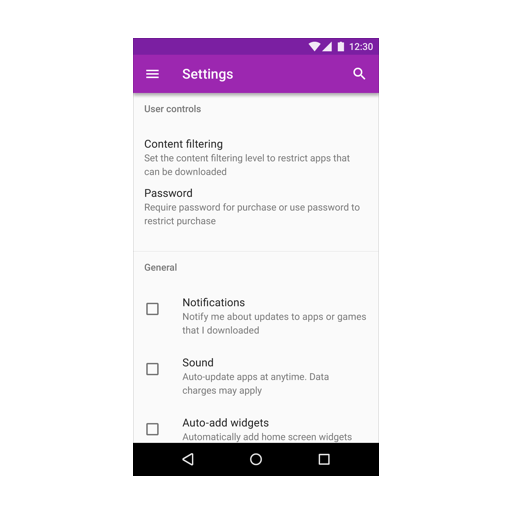 12:30
Settings
User controls
Content filtering
Set the content filtering level to restrict apps that
can be downloaded
Password
Require password for purchase or use password to
restrict purchase
General
Notifications
Notify me about updates to apps or games
that I downloaded
Sound
Auto-update apps at anytime. Data
charges may apply
Auto-add widgets
Automatically add home screen widgets